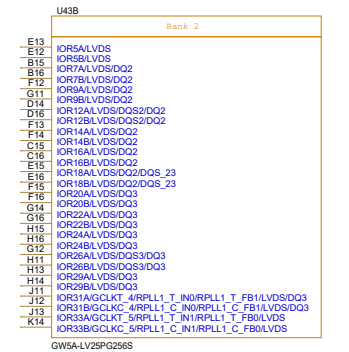 U43B
Bank 2
E13 IOR5A/LVDS
E12 IOR5B/LVDS
B15 IOR7A/LVDS/DQ2
B16 IOR7B/LVDS/DQ2
F12 IOR9A/LVDS/DQ2
G11 IOR9B/LVDS/DQ2
D14 IOR12A/LVDS/DQS2/DQ2
D16 IOR12B/LVDS/DQS2/DQ2
F13 IOR14A/LVDS/DQ2
F14 IOR14B/LVDS/DQ2
C15 IOR16A/LVDS/DQ2
C16 IOR16B/LVDS/DQ2
E15 IOR18A/LVDS/DQ2/DQS_23
E16 IOR18B/LVDS/DQ2/DQS_23
F15 IOR20A/LVDS/DQ3
F16 IOR20B/LVDS/DQ3
G14 IOR22A/LVDS/DQ3
G16 IOR22B/LVDS/DQ3
H15 IOR24A/LVDS/DQ3
H16 IOR24B/LVDS/DQ3
G12 IOR26A/LVDS/DQS3/DQ3
H11 IOR26B/LVDS/DQS3/DQ3
H13 IOR29A/LVDS/DQ3
H14 IOR29B/LVDS/DQ3
J11 IOR31A/GCLKT_4/RPLL1_T_IN0/RPLL1_T_FB1/LVDS/DQ3
J12 IOR31B/GCLKC_4/RPLL1_C_IN0/RPLL1_C_FB1/LVDS/DQ3
J13 IOR33A/GCLKT_5/RPLL1_T_IN1/RPLL1_T_FB0/LVDS
K14 IOR33B/GCLKC_5/RPLL1_C_IN1/RPLL1_C_FB0/LVDS
GW5A-LV25PG256S